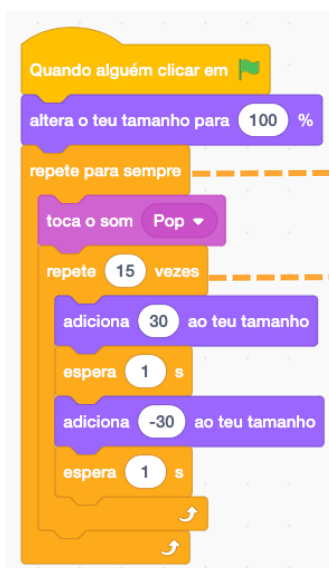 Quando alguém clicar em
altera o teu tamanho para 100 %
repete para sempre
toca o som Pop
repete 15 vezes
adiciona 30 ao teu tamanho
espera 1 s
adiciona -30 ao teu tamanho
espera 1 s